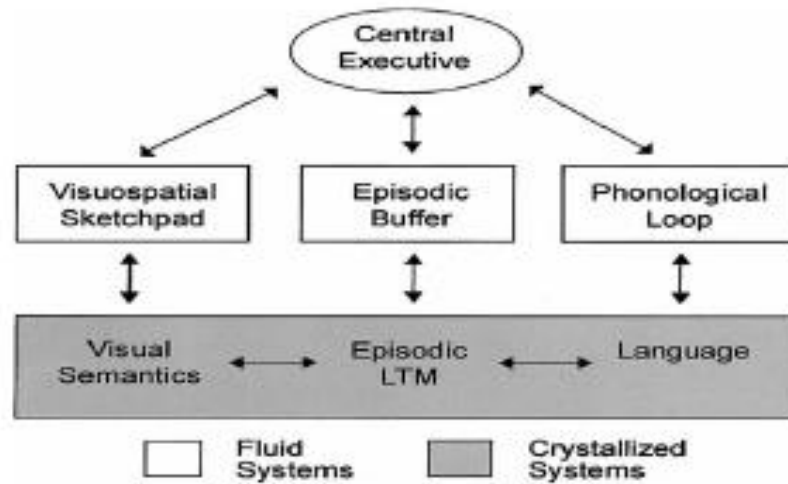 Central
Executive
Visuospatial
Sketchpad
Episodic
Buffer
Phonological
Loop
Visual
Semantics
Episodic
LTM
Language
Fluid
Systems
Crystallized
Systems